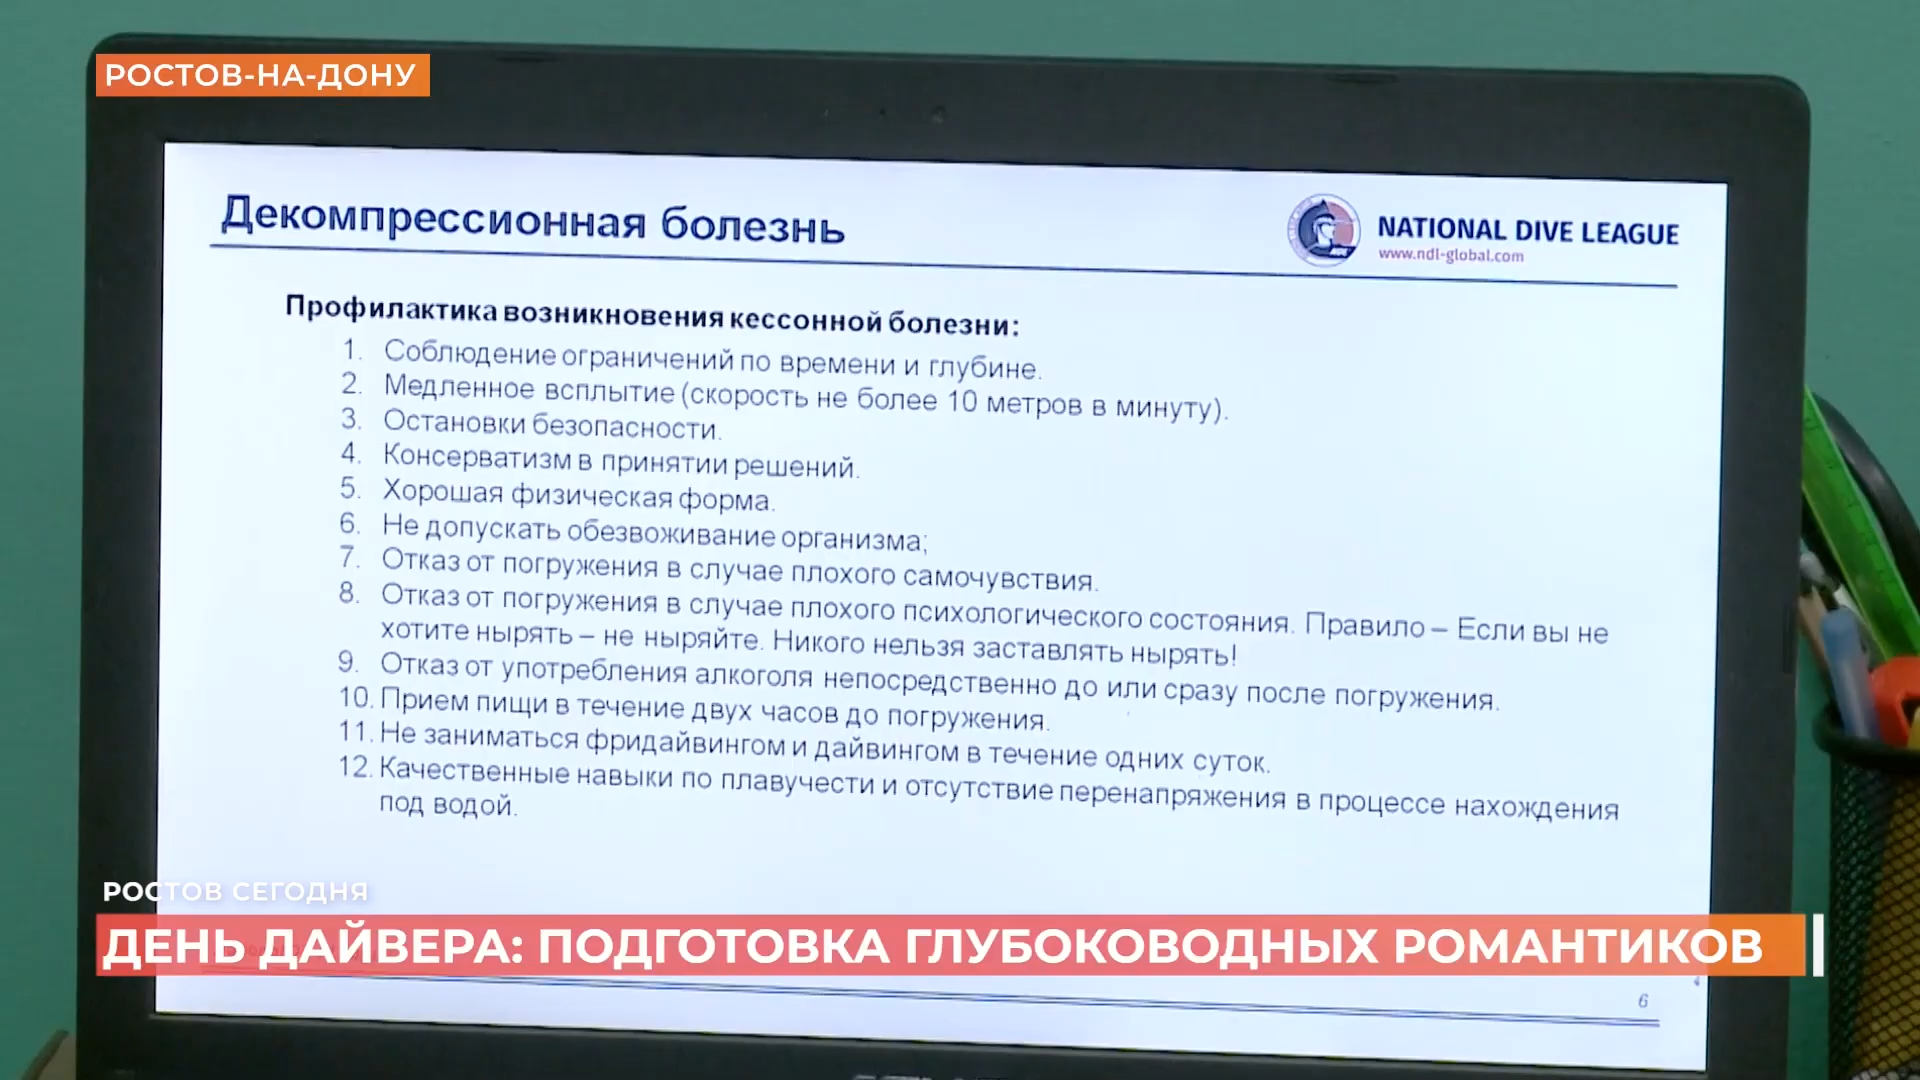 РОСТОВ-НА-ДОНУ
Декомпрессионная болезнь
NATIONAL DIVE LEAGUE
www.ndl-global.com
Профилактика возникновения кессонной болезни:
1. Соблюдение ограничений по времени и глубине.
2. Медленное всплытие (скорость не более 10 метров в минуту).
3. Остановки безопасности.
4. Консерватизм в принятии решений.
5. Хорошая физическая форма.
6. Не допускать обезвоживание организма;
7. Отказ от погружения в случае плохого самочувствия.
8. Отказ от погружения в случае плохого психологического состояния. Правило – Если вы не
хотите нырять – не ныряйте. Никого нельзя заставлять нырять!
9. Отказ от употребления алкоголя непосредственно до или сразу после погружения.
10. Прием пищи в течение двух часов до погружения.
11. Не заниматься фридайвингом и дайвингом в течение одних суток.
12. Качественные навыки по плавучести и отсутствие перенапряжения в процессе нахождения
под водой.
РОСТОВ СЕГОДНЯ
ДЕНЬ ДАЙВЕРА: ПОДГОТОВКА ГЛУБОКОВОДНЫХ РОМАНТИКОВ
6